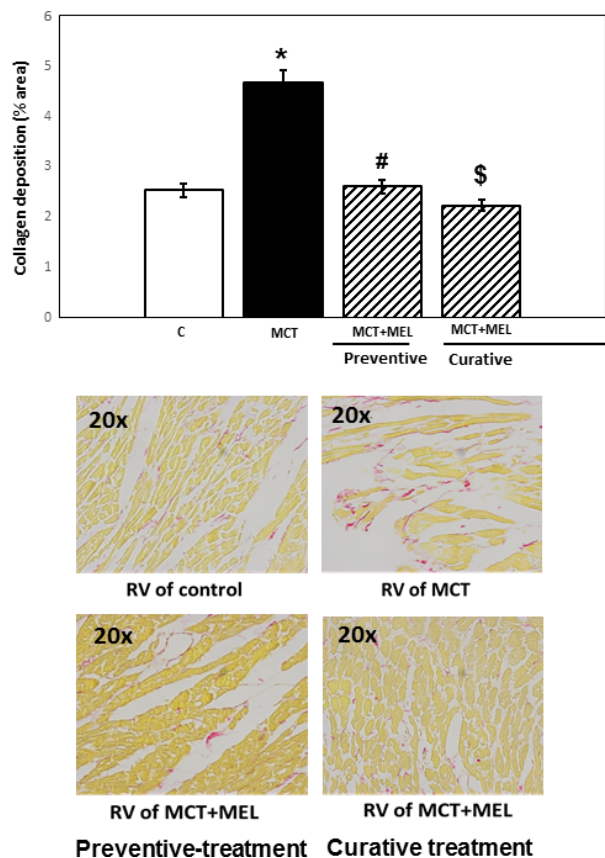 6
5
4
3
2
1
0
Collagen deposition (% area)
*
#
$
C
MCT
MCT+MEL
MCT+MEL
Preventive
Curative
20x
20x
RV of control
RV of MCT
20x
20x
RV of MCT+MEL
RV of MCT+MEL
Preventive-treatment
Curative treatment